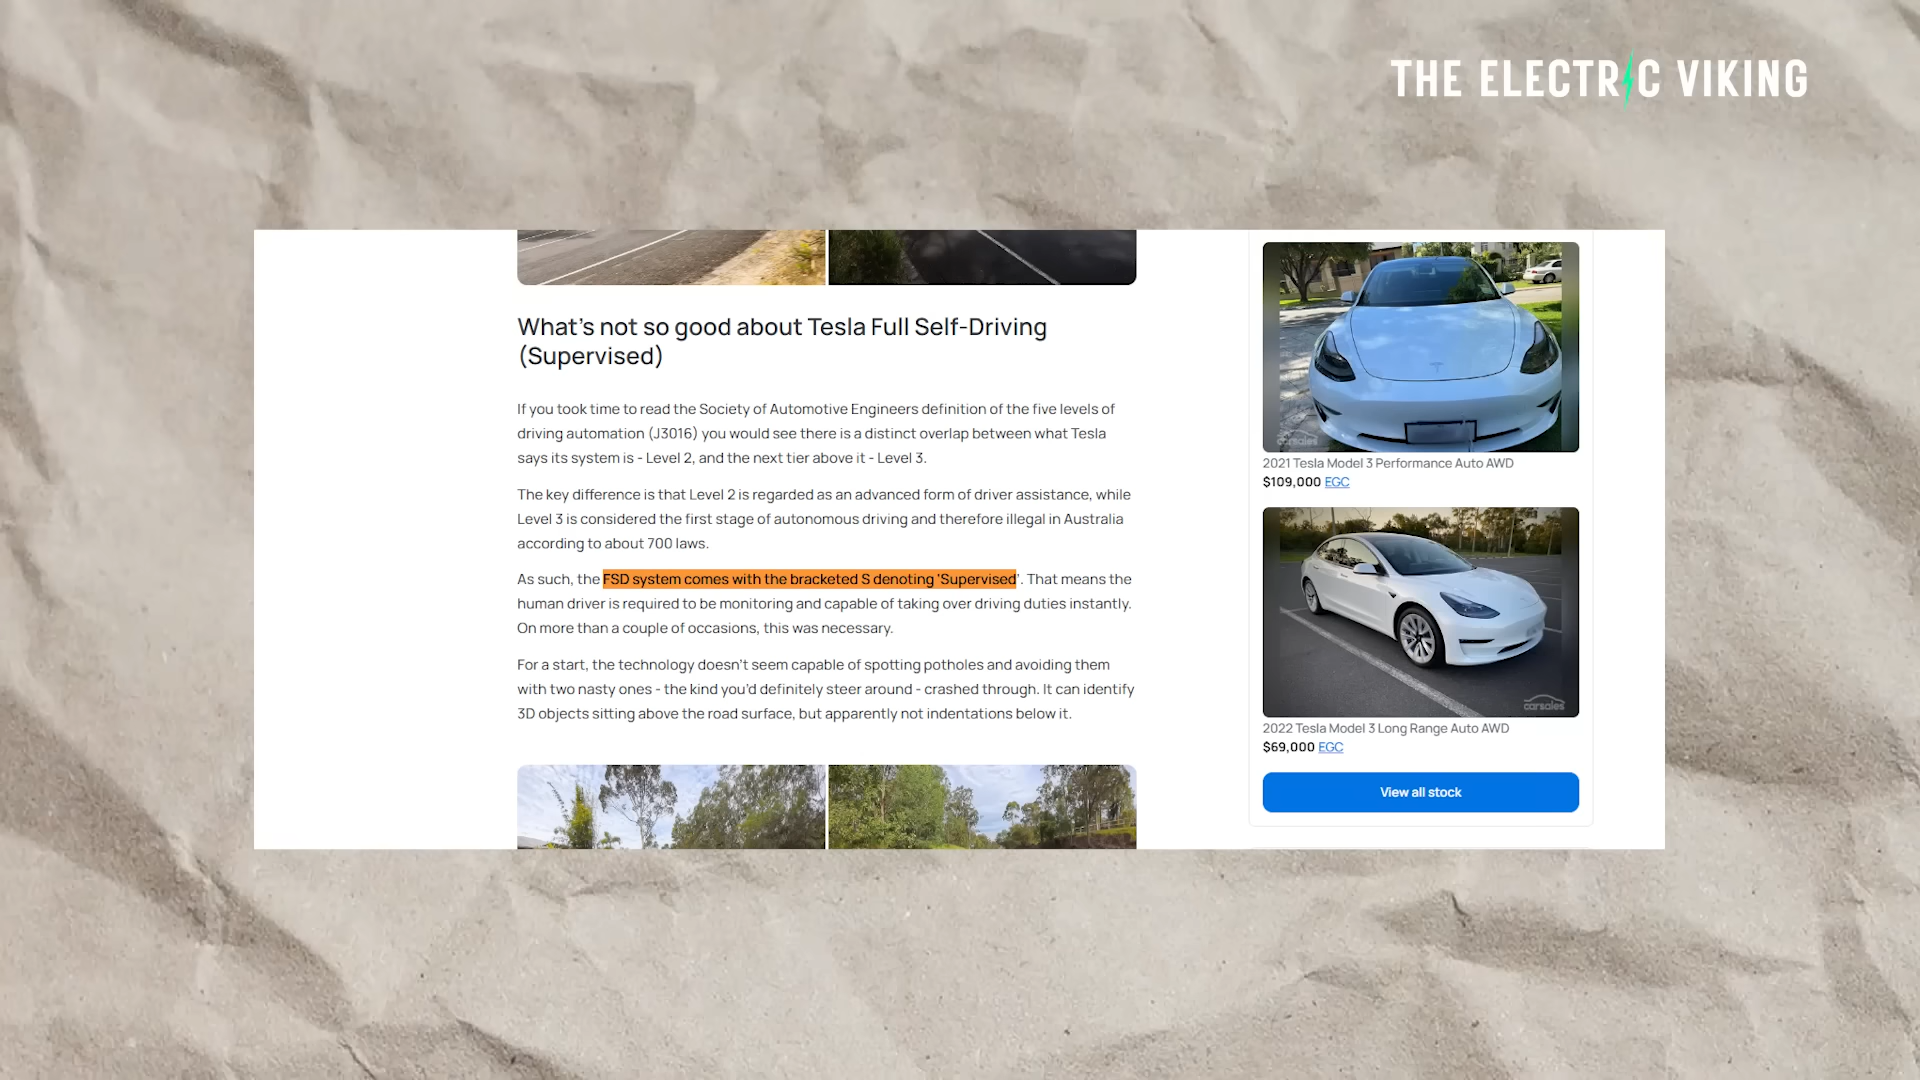 THE ELECTRIC VIKING
What's not so good about Tesla Full Self-Driving
(Supervised)
If you took time to read the Society of Automotive Engineers definition of the five levels of
driving automation (J3016) you would see there is a distinct overlap between what Tesla
says its system is - Level 2, and the next tier above it - Level 3.
The key difference is that Level 2 is regarded as an advanced form of driver assistance, while
Level 3 is considered the first stage of autonomous driving and therefore illegal in Australia
according to about 700 laws.
As such, the FSD system comes with the bracketed S denoting 'Supervised'. That means the
human driver is required to be monitoring and capable of taking over driving duties instantly.
On more than a couple of occasions, this was necessary.
For a start, the technology doesn't seem capable of spotting potholes and avoiding them
with two nasty ones - the kind you'd definitely steer around - crashed through. It can identify
3D objects sitting above the road surface, but apparently not indentations below it.
carsales
2021 Tesla Model 3 Performance Auto AWD
$109,000 EGC
carsales
2022 Tesla Model 3 Long Range Auto AWD
$69,000 EGC
View all stock